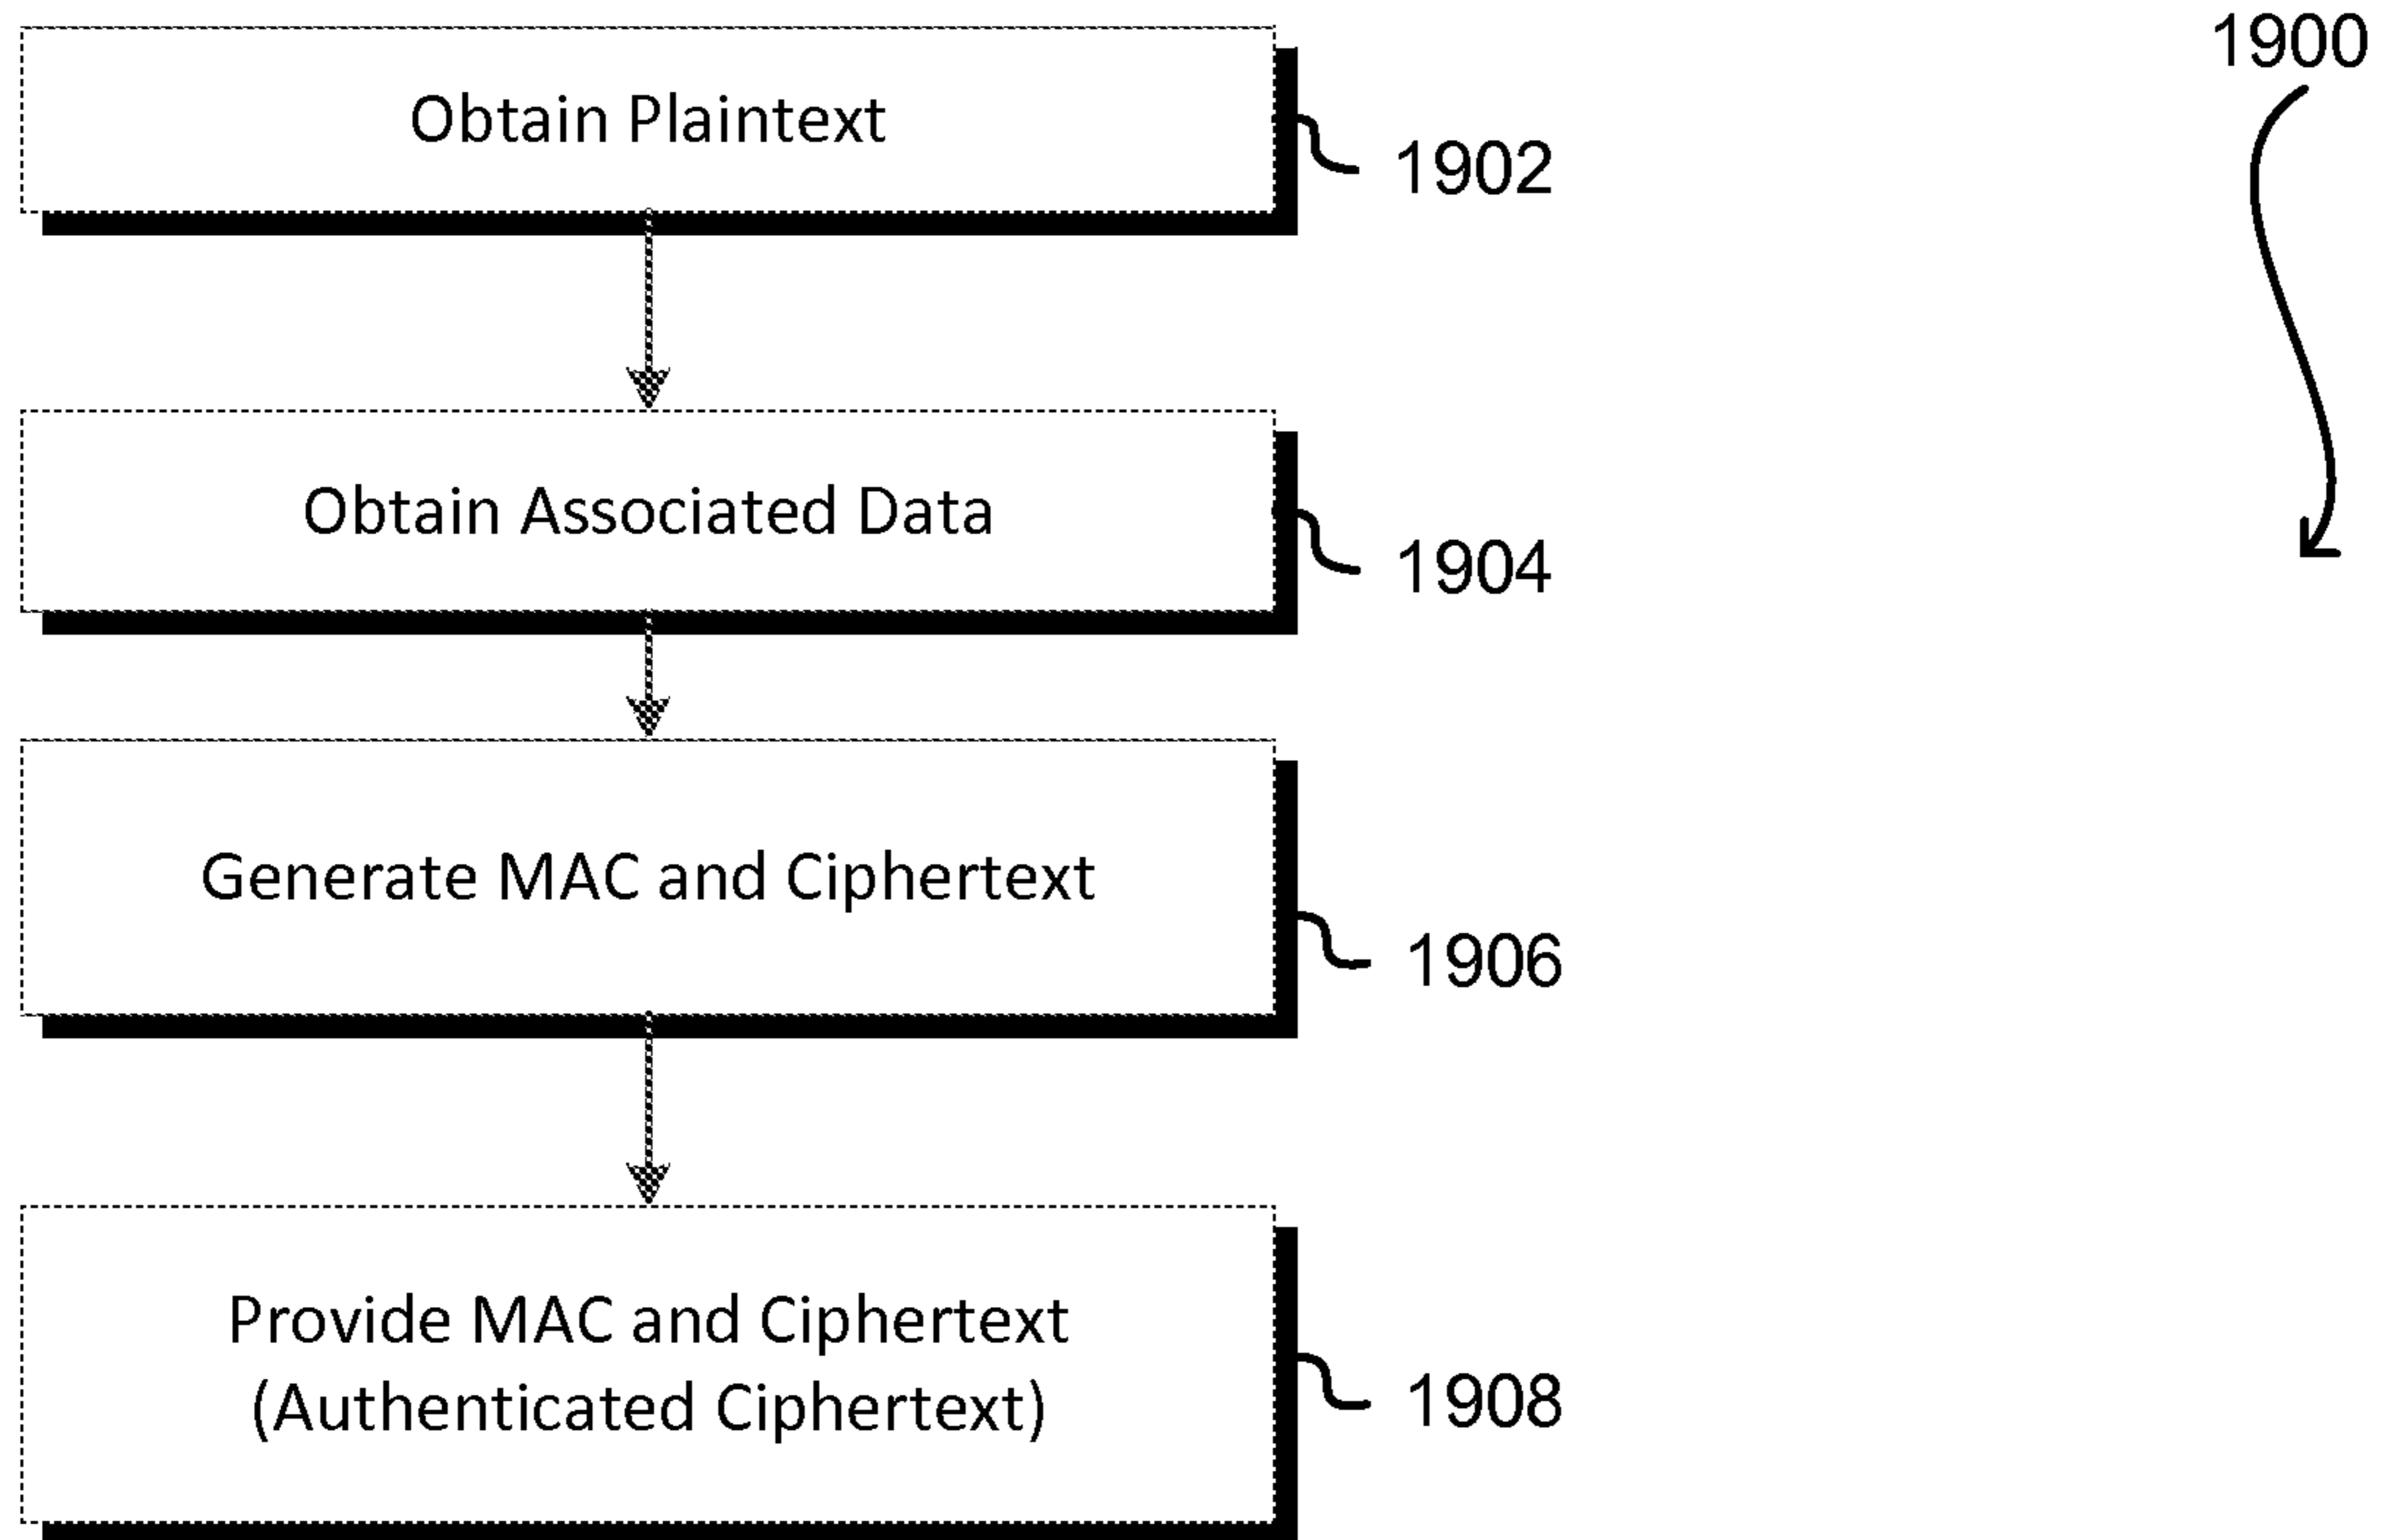 1900
Obtain Plaintext
1902
Obtain Associated Data
1904
Generate MAC and Ciphertext
1906
Provide MAC and Ciphertext
(Authenticated Ciphertext)
1908